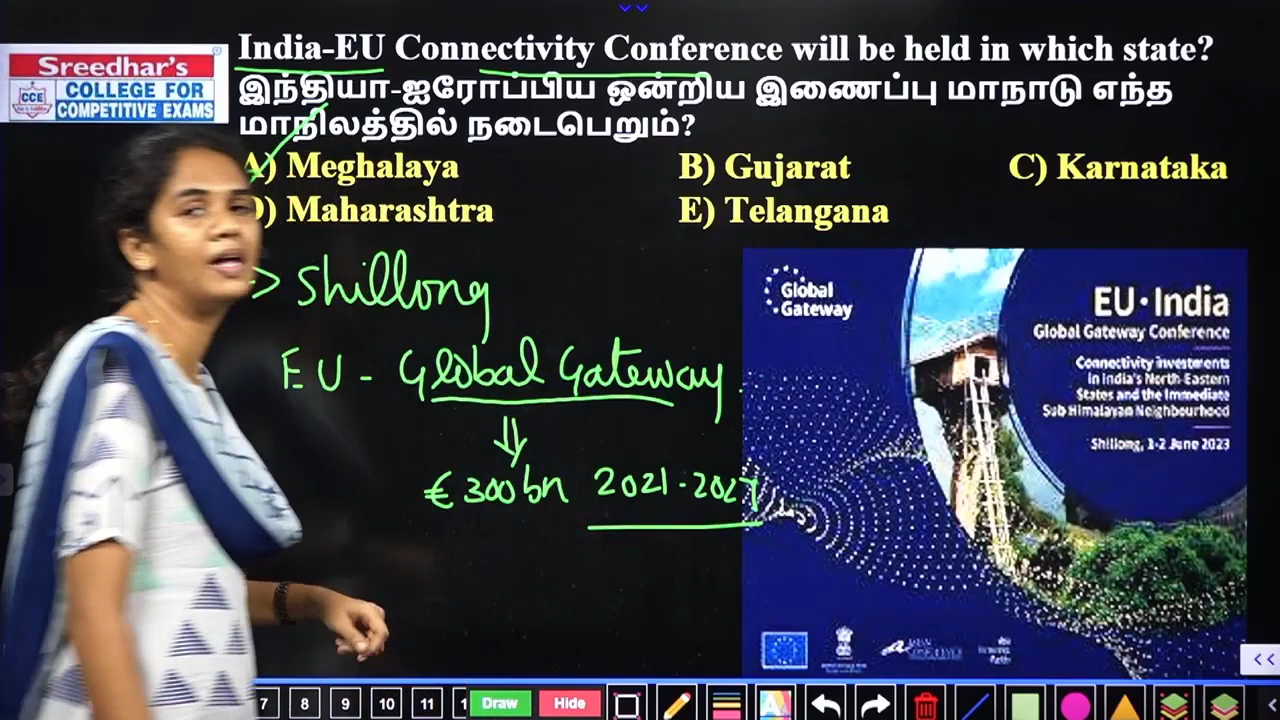 India-EU Connectivity Conference will be held in which state?
இந்தியா-ஐரோப்பிய ஒன்றிய இணைப்பு மாநாடு எந்த
மாநிலத்தில் நடைபெறும்?
Sreedhar's
CCE
COLLEGE FOR
COMPETITIVE EXAMS
A) Meghalaya
B) Gujarat
C) Karnataka
D) Maharashtra
E) Telangana
> Shillong
EU - Global Gateway.
€ 300 bn 2021-2027
Global
Gateway
EU·India
Global Gateway Conference
Connectivity investments
in India's North-Eastern
States and the Immediate
Sub Himalayan Neighbourhood
Shillong, 1-2 June 2023
7 8 9 10 11 1
Draw
Hide
<<